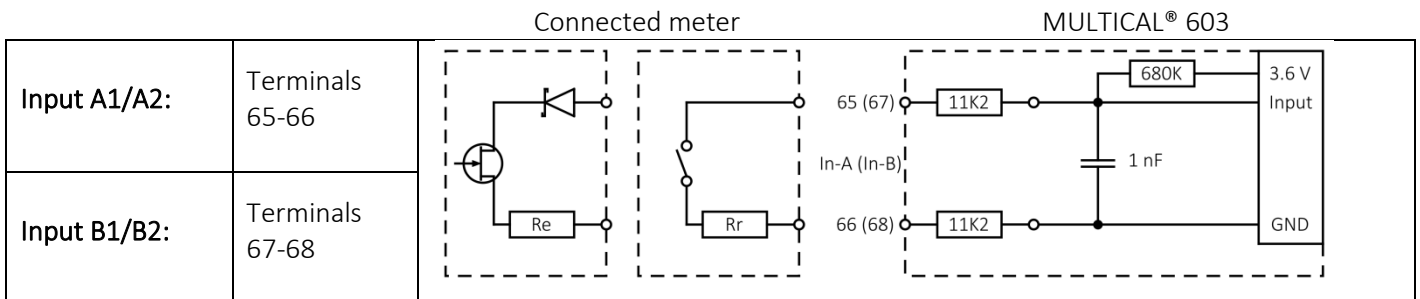 Connected meter
MULTICAL® 603
Input A1/A2:
Terminals
65-66
Input B1/B2:
Terminals
67-68
Re
Rr
65 (67)
In-A (In-B)
66 (68)
11K2
11K2
680K
1 nF
3.6 V
Input
GND